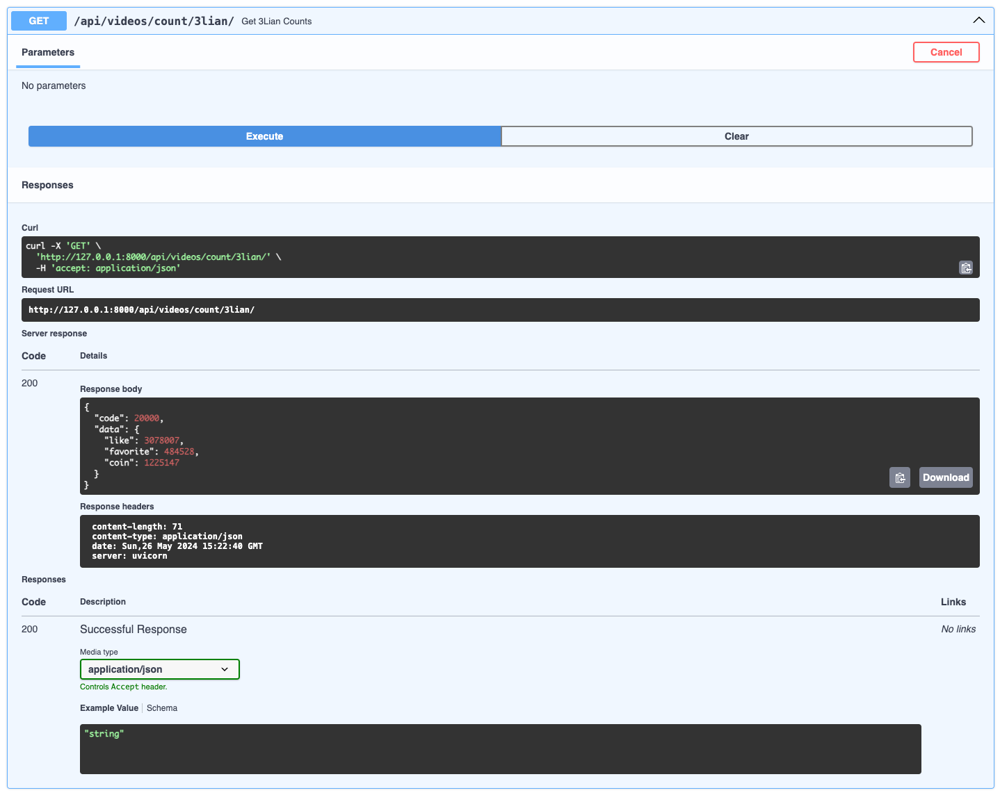 GET /api/videos/count/3lian/ Get 3Lian Counts
Parameters
Cancel
No parameters
Execute
Clear
Responses
Curl
curl -X 'GET' \
  'http://127.0.0.1:8000/api/videos/count/3lian/' \
  -H 'accept: application/json'
Request URL
http://127.0.0.1:8000/api/videos/count/3lian/
Server response
Code Details
200
Response body
{
  "code": 20000,
  "data": {
    "like": 3078007,
    "favorite": 484528,
    "coin": 1225147
  }
}
Download
Response headers
content-length: 71
content-type: application/json
date: Sun,26 May 2024 15:22:40 GMT
server: uvicorn
Responses
Code Description Links
200 Successful Response No links
Media type
application/json
Controls Accept header.
Example Value Schema
"string"